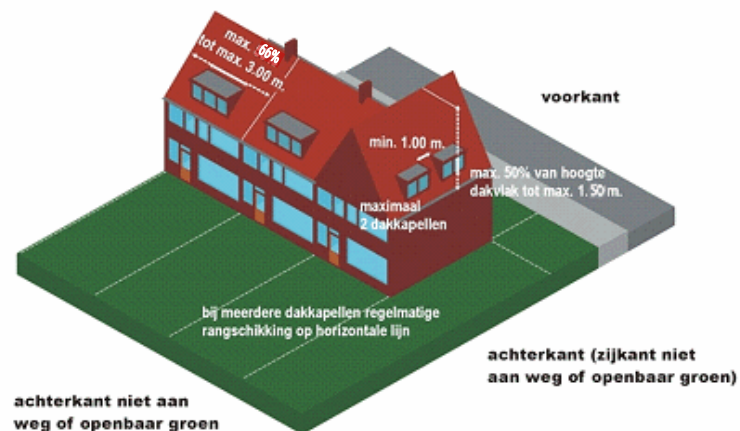 max. 66%
tot max. 3.00 m.
voorkant
min. 1.00 m.
max. 50% van hoogte
dakvlak tot max. 1.50 m.
maximaal
2 dakkapellen
bij meerdere dakkapellen regelmatige
rangschikking op horizontale lijn
achterkant (zijkant niet
aan weg of openbaar groen)
achterkant niet aan
weg of openbaar groen